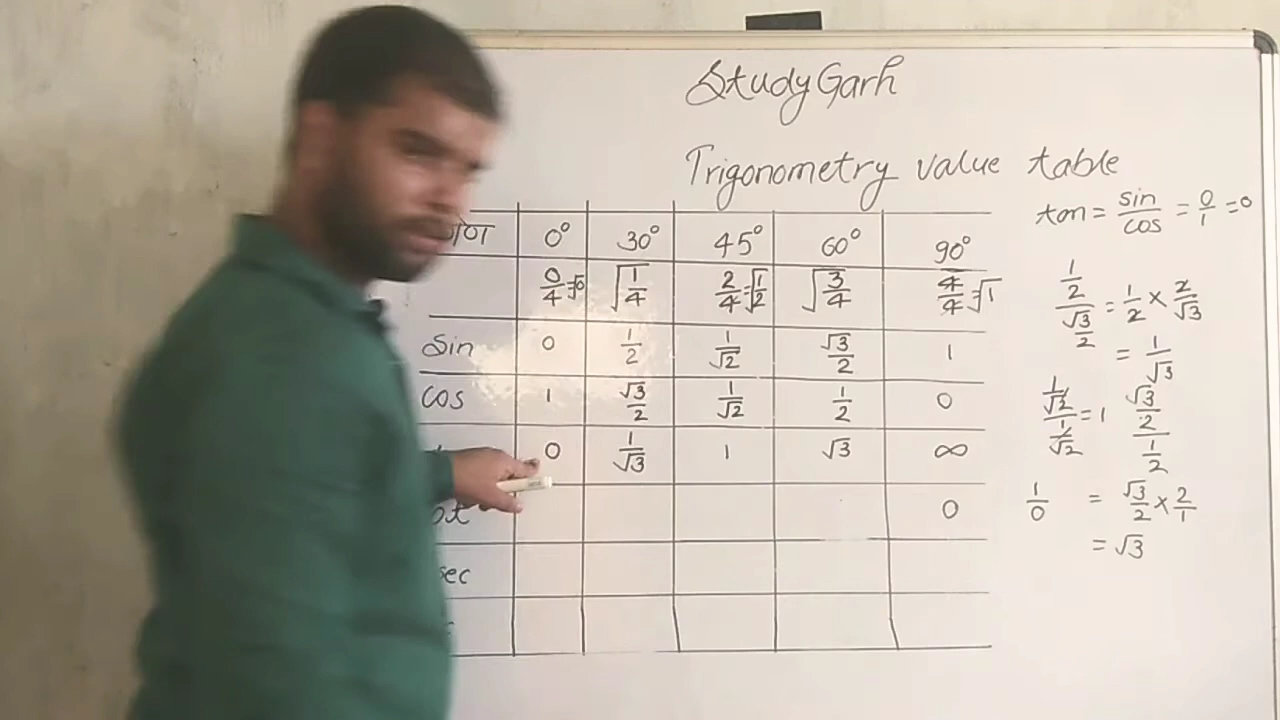 StudyGarh
Trigonometry value table
0° 30° 45° 60° 90°
0/4=√0 √1/4 2/4=√1/2 √3/4 4/4=√1
Sin 0 1/2 1/√2 √3/2 1
Cos 1 √3/2 1/√2 1/2 0
0 1/√3 1 √3 ∞
0
tan = sin/cos = 0/1 = 0
1/2 / √3/2 = 1/2 × 2/√3
= 1/√3
1/√2 / 1/√2 = 1
√3/2 / 1/2
1/0
= √3/2 × 2/1
= √3